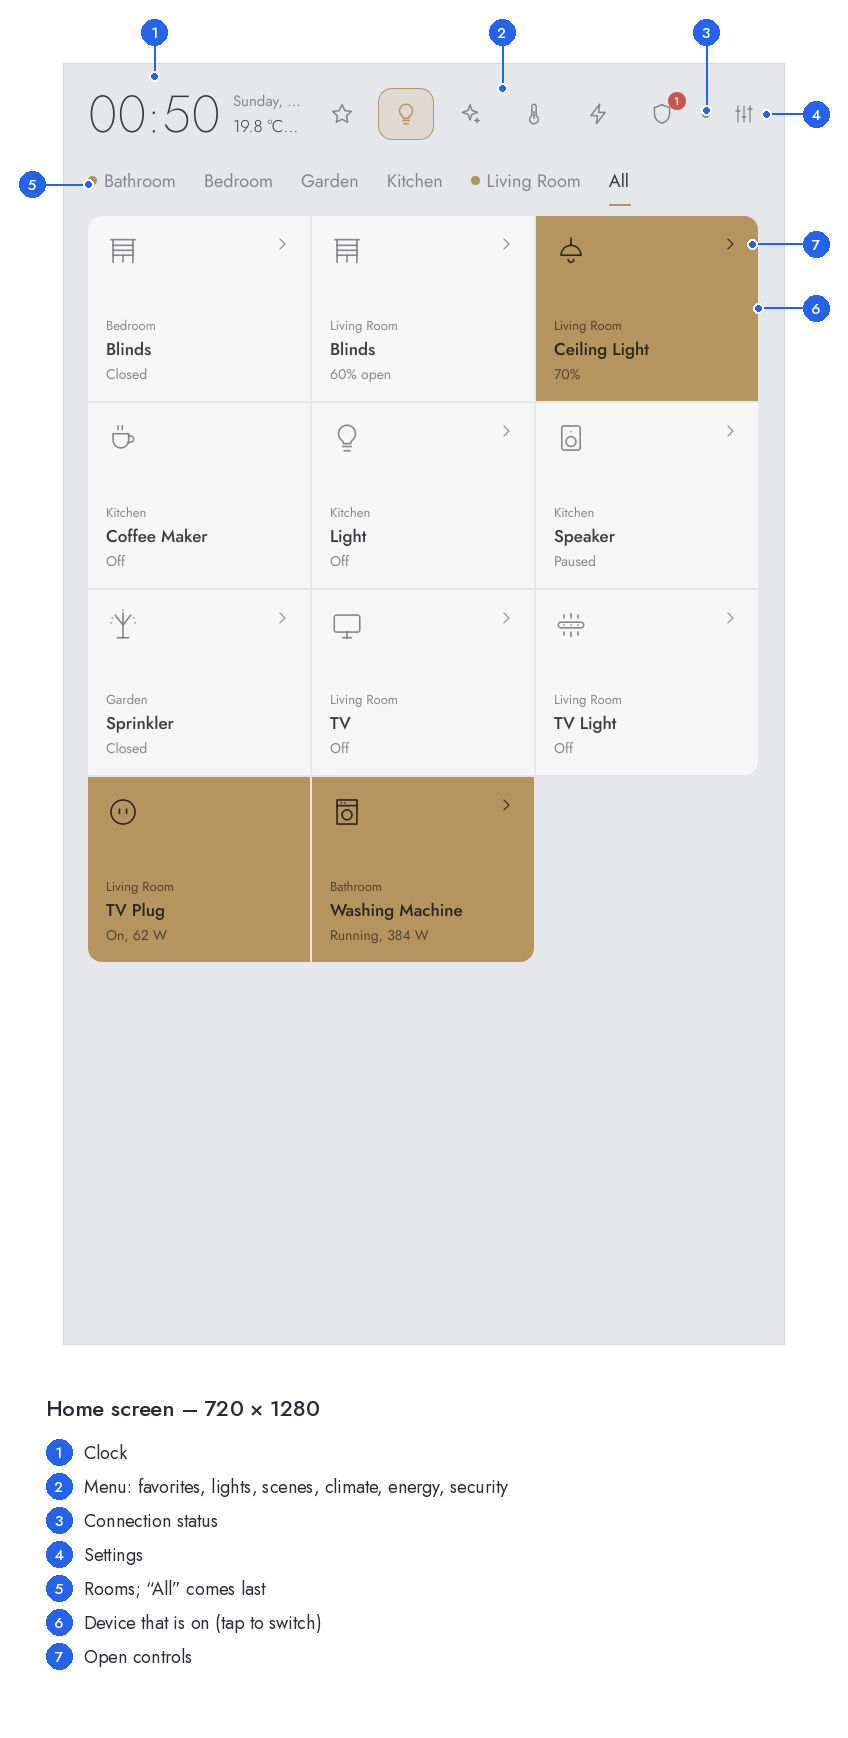 1 2 3
00:50 Sunday, ...
19.8 °C...
1
4
5
Bathroom Bedroom Garden Kitchen Living Room All
7
6
Bedroom
Blinds
Closed
Living Room
Blinds
60% open
Living Room
Ceiling Light
70%
Kitchen
Coffee Maker
Off
Kitchen
Light
Off
Kitchen
Speaker
Paused
Garden
Sprinkler
Closed
Living Room
TV
Off
Living Room
TV Light
Off
Living Room
TV Plug
On, 62 W
Bathroom
Washing Machine
Running, 384 W
Home screen – 720 × 1280
1 Clock
2 Menu: favorites, lights, scenes, climate, energy, security
3 Connection status
4 Settings
5 Rooms; “All” comes last
6 Device that is on (tap to switch)
7 Open controls